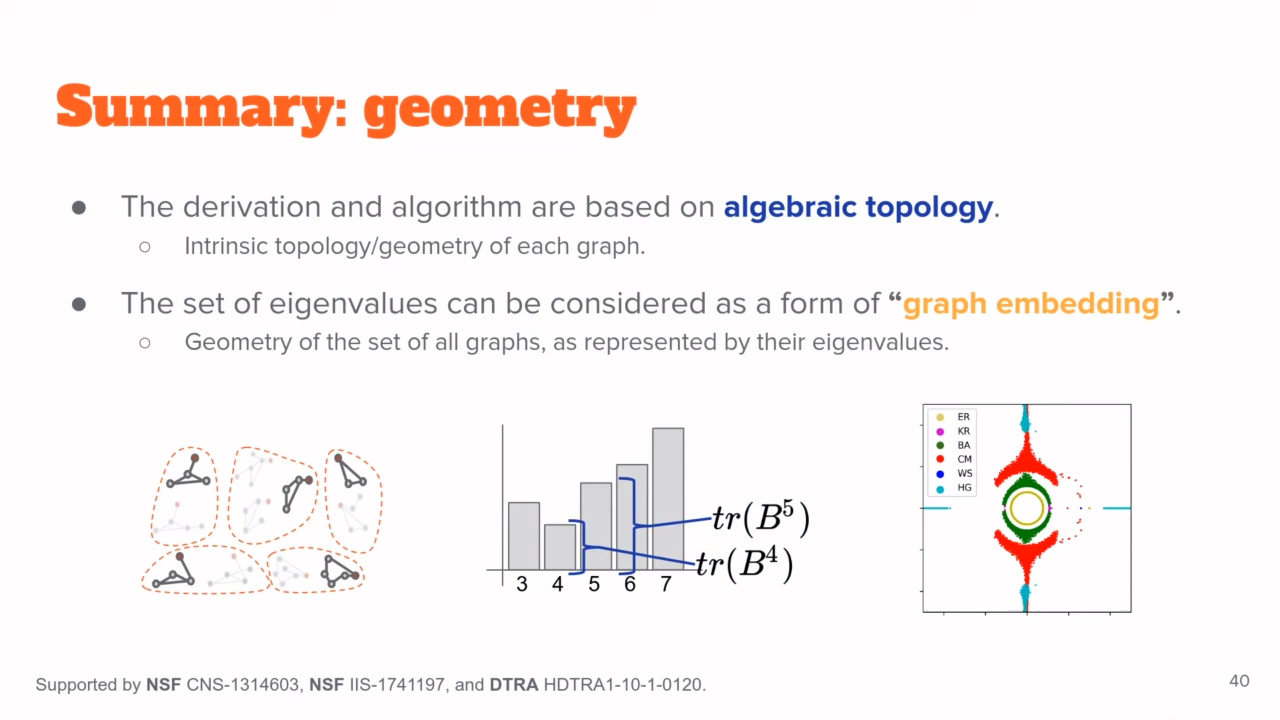 Summary: geometry
● The derivation and algorithm are based on algebraic topology.
○ Intrinsic topology/geometry of each graph.
● The set of eigenvalues can be considered as a form of “graph embedding”.
○ Geometry of the set of all graphs, as represented by their eigenvalues.
tr(B⁵)
tr(B⁴)
3 4 5 6 7
ER
KR
BA
CM
WS
HG
Supported by NSF CNS-1314603, NSF IIS-1741197, and DTRA HDTRA1-10-1-0120.
40